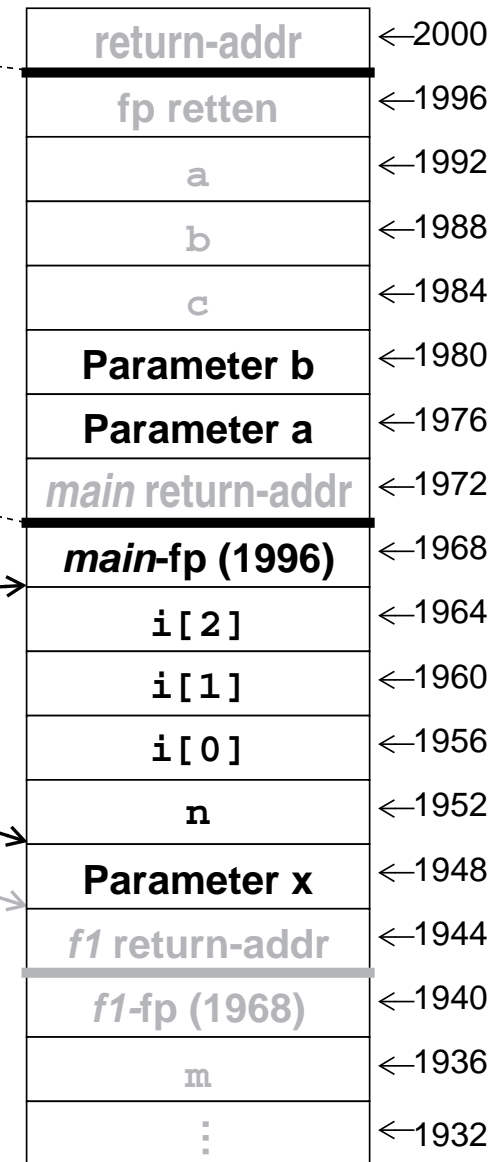 return-addr ←2000
fp retten ←1996
a ←1992
b ←1988
c ←1984
Parameter b ←1980
Parameter a ←1976
main return-addr ←1972
main-fp (1996) ←1968
i[2] ←1964
i[1] ←1960
i[0] ←1956
n ←1952
Parameter x ←1948
f1 return-addr ←1944
f1-fp (1968) ←1940
m ←1936
⋮ ←1932